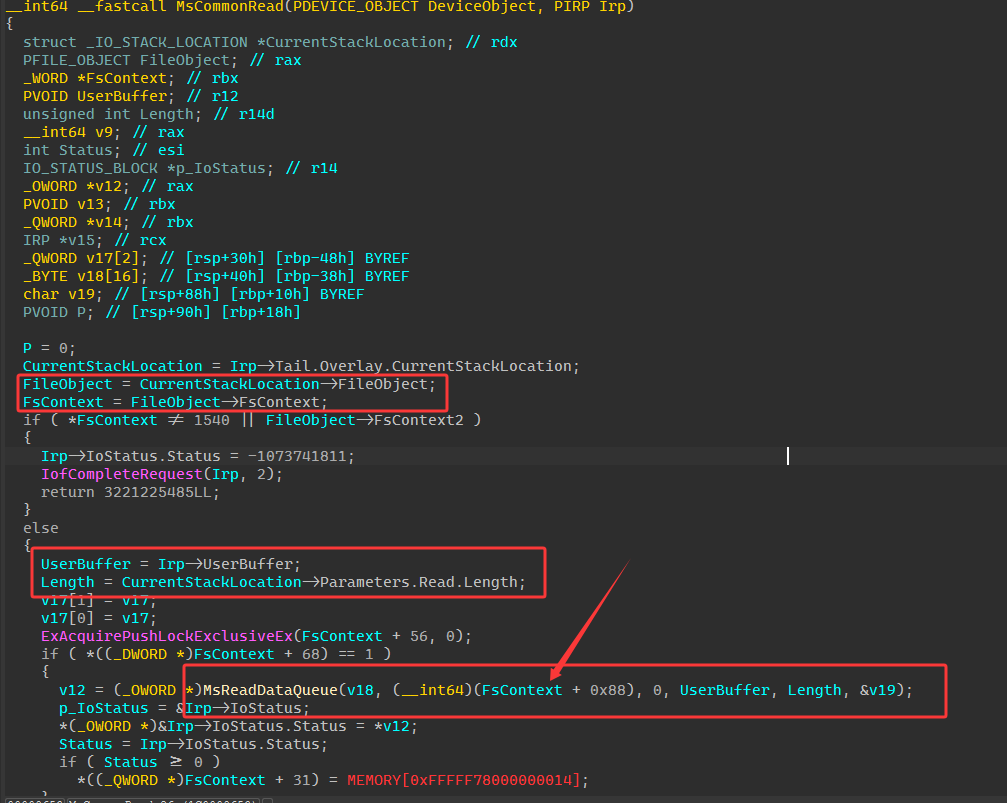 __int64 __fastcall MsCommonRead(PDEVICE_OBJECT DeviceObject, PIRP Irp)
{
struct _IO_STACK_LOCATION *CurrentStackLocation; // rdx
PFILE_OBJECT FileObject; // rax
_WORD *FsContext; // rbx
PVOID UserBuffer; // r12
unsigned int Length; // r14d
__int64 v9; // rax
int Status; // esi
IO_STATUS_BLOCK *p_IoStatus; // r14
_OWORD *v12; // rax
PVOID v13; // rbx
_QWORD *v14; // rbx
IRP *v15; // rcx
_QWORD v17[2]; // [rsp+30h] [rbp-48h] BYREF
_BYTE v18[16]; // [rsp+40h] [rbp-38h] BYREF
char v19; // [rsp+88h] [rbp+10h] BYREF
PVOID P; // [rsp+90h] [rbp+18h]
P = 0;
CurrentStackLocation = Irp->Tail.Overlay.CurrentStackLocation;
FileObject = CurrentStackLocation->FileObject;
FsContext = FileObject->FsContext;
if ( *FsContext != 1540 || FileObject->FsContext2 )
{
Irp->IoStatus.Status = -1073741811;
IofCompleteRequest(Irp, 2);
return 3221225485LL;
}
else
{
UserBuffer = Irp->UserBuffer;
Length = CurrentStackLocation->Parameters.Read.Length;
v17[1] = v17;
v17[0] = v17;
ExAcquirePushLockExclusiveEx(FsContext + 56, 0);
if ( *((_DWORD *)FsContext + 68) == 1 )
{
v12 = (_OWORD *)MsReadDataQueue(v18, (__int64)(FsContext + 0x88), 0, UserBuffer, Length, &v19);
p_IoStatus = &Irp->IoStatus;
*(_OWORD *)&Irp->IoStatus.Status = *v12;
Status = Irp->IoStatus.Status;
if ( Status >= 0 )
*((_QWORD *)FsContext + 31) = MEMORY[0xFFFFF78000000014];